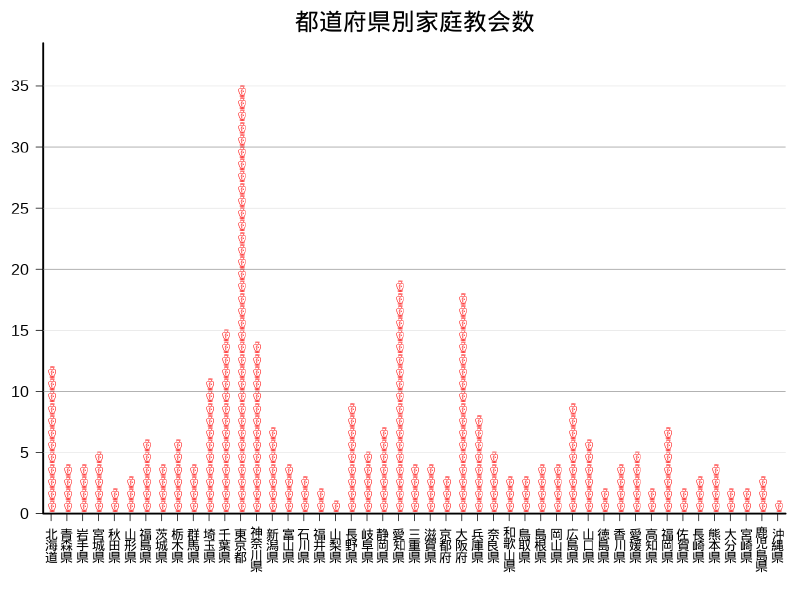 都道府県別家庭教会数
35
30
25
20
15
10
5
0
北海道
青森県
岩手県
宮城県
秋田県
山形県
福島県
茨城県
栃木県
群馬県
埼玉県
千葉県
東京都
神奈川県
新潟県
富山県
石川県
福井県
山梨県
長野県
岐阜県
静岡県
愛知県
三重県
滋賀県
京都府
大阪府
兵庫県
奈良県
和歌山県
鳥取県
島根県
岡山県
広島県
山口県
徳島県
香川県
愛媛県
高知県
福岡県
佐賀県
長崎県
熊本県
大分県
宮崎県
鹿児島県
沖縄県